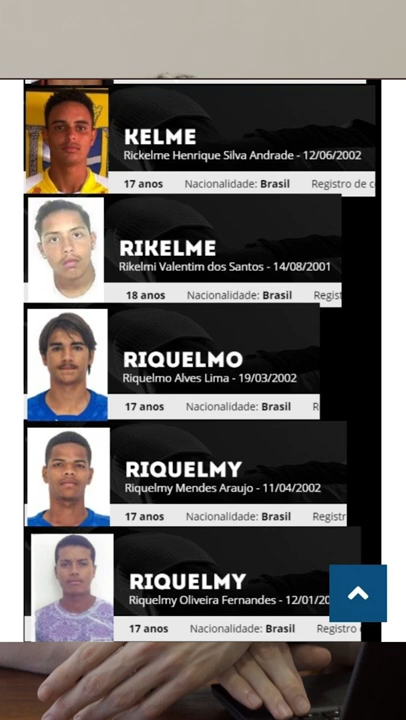 KELME
Rickelme Henrique Silva Andrade - 12/06/2002
17 anos Nacionalidade: Brasil Registro de
RIKELME
Rikelmi Valentim dos Santos - 14/08/2001
18 anos Nacionalidade: Brasil
RIQUELMO
Riquelmo Alves Lima - 19/03/2002
17 anos Nacionalidade: Brasil
RIQUELMY
Riquelmy Mendes Araujo - 11/04/2002
17 anos Nacionalidade: Brasil
RIQUELMY
Riquelmy Oliveira Fernandes - 12/01/20
17 anos Nacionalidade: Brasil Registro